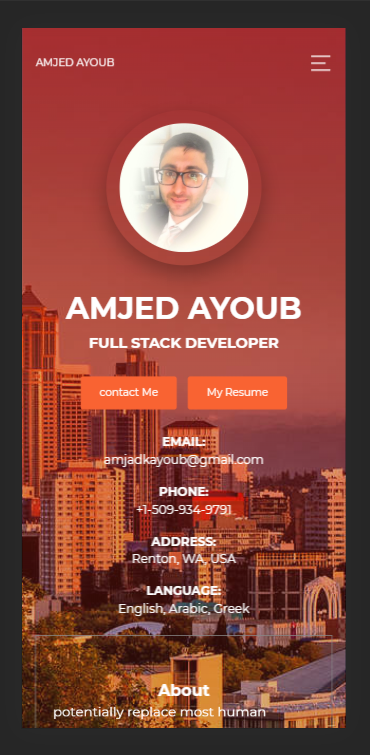 AMJED AYOUB
AMJED AYOUB
FULL STACK DEVELOPER
contact Me
My Resume
EMAIL:
amjadkayoub@gmail.com
PHONE:
+1-509-934-9791
ADDRESS:
Renton, WA, USA
LANGUAGE:
English, Arabic, Greek
About
potentially replace most human